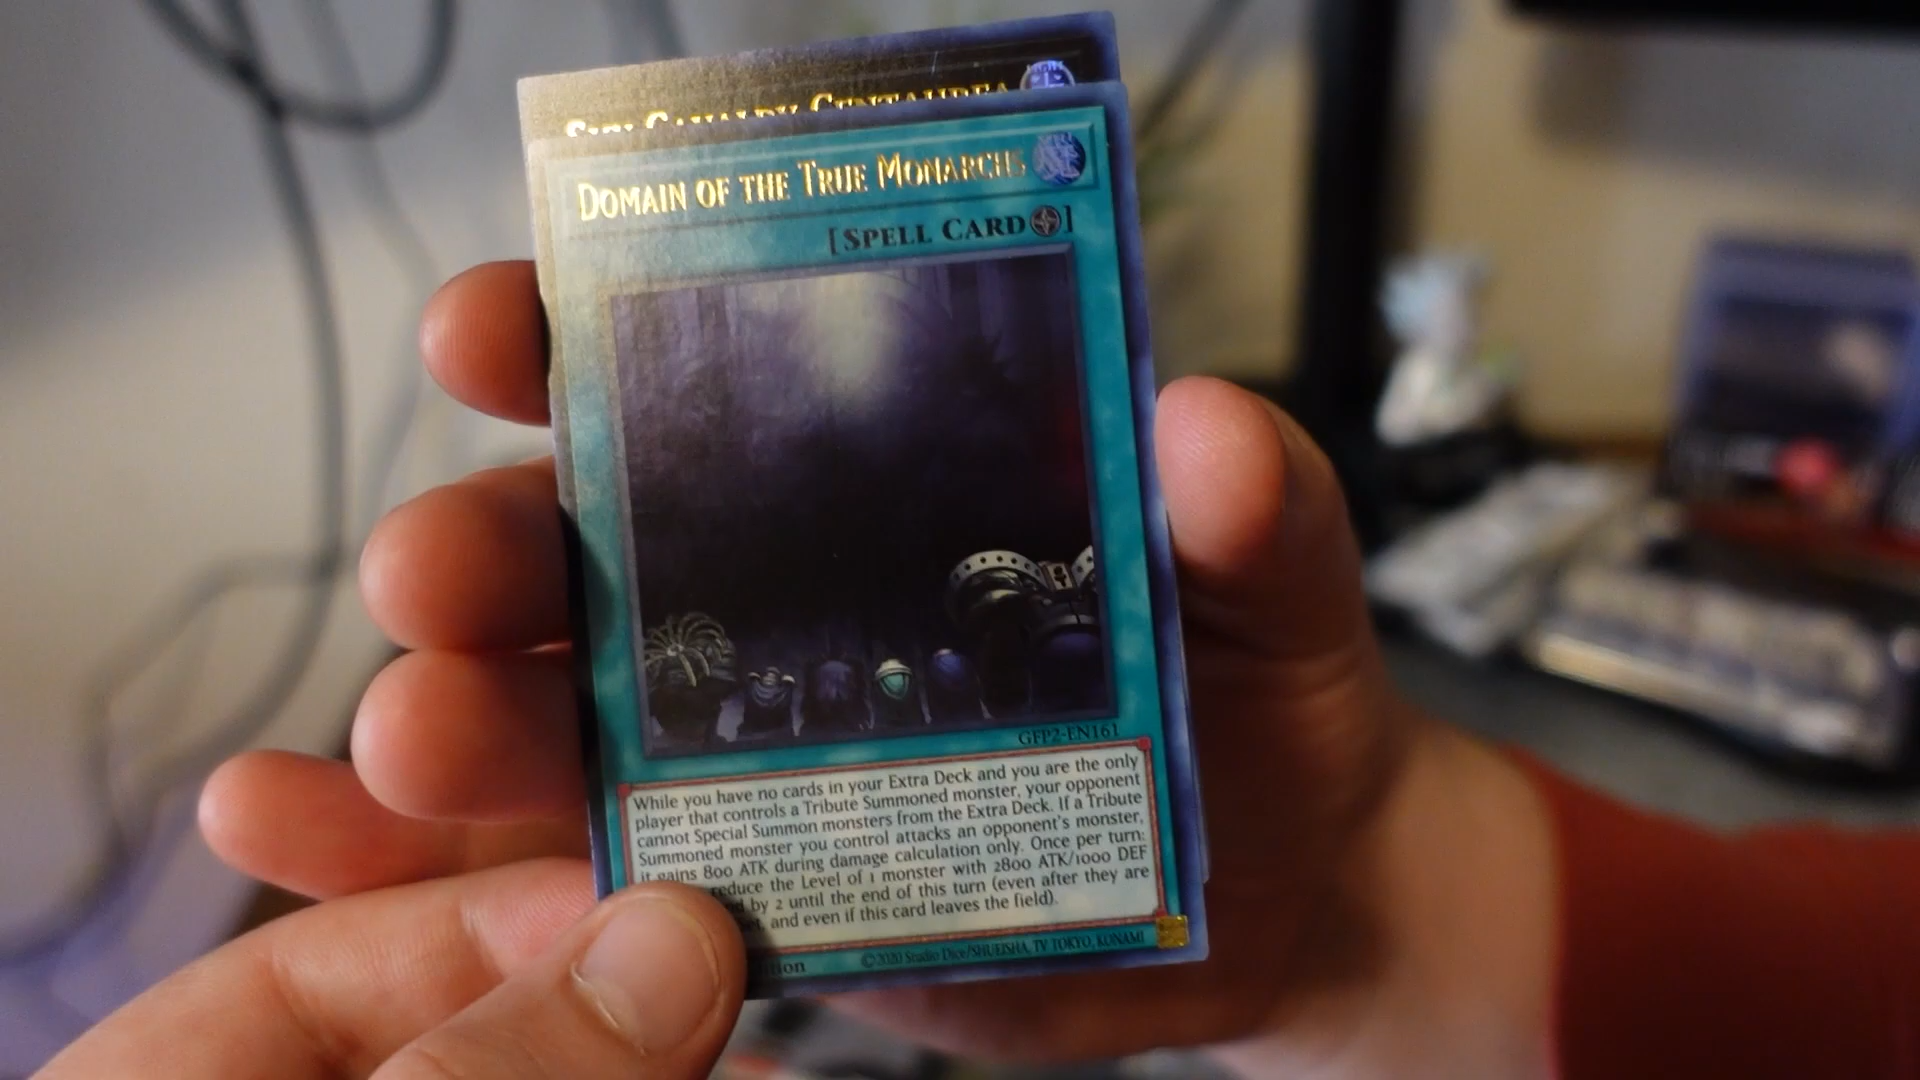 CENTAUREA
DOMAIN OF THE TRUE MONARCHS
[SPELL CARD]
GFP2-EN161
While you have no cards in your Extra Deck and you are the only
player that controls a Tribute Summoned monster, your opponent
cannot Special Summon monsters from the Extra Deck. If a Tribute
Summoned monster you control attacks an opponent's monster,
it gains 800 ATK during damage calculation only. Once per turn:
reduce the Level of 1 monster with 2800 ATK/1000 DEF
by 2 until the end of this turn (even after they are
and even if this card leaves the field).
©2020 Studio Dice/SHUEISHA, TV TOKYO, KONAMI